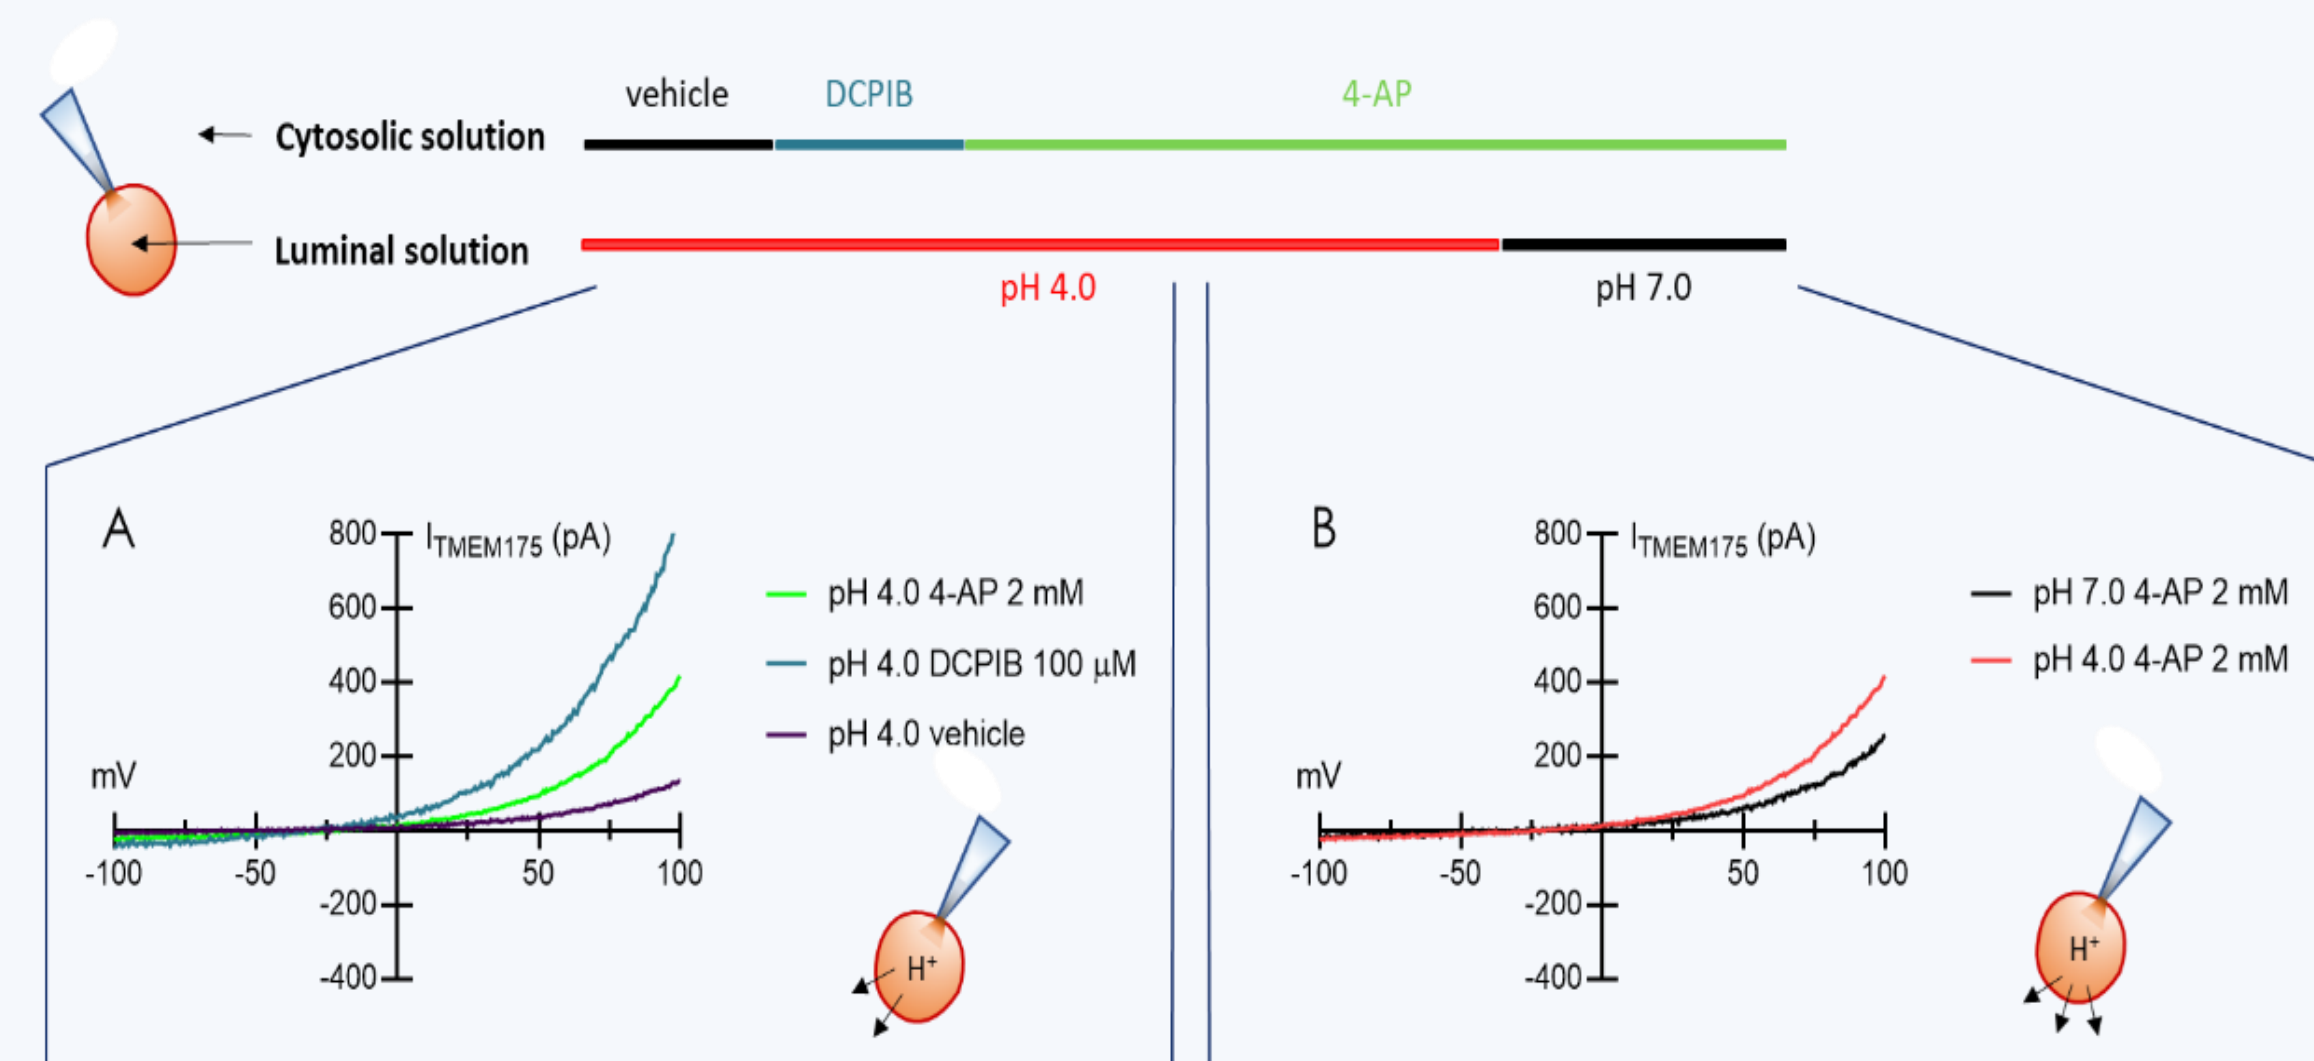 vehicle DCPIB 4-AP
Cytosolic solution
Luminal solution
pH 4.0 pH 7.0
A
800
I_TMEM175 (pA)
600
400
200
mV
-100 -50 50 100
-200
-400
pH 4.0 4-AP 2 mM
pH 4.0 DCPIB 100 μM
pH 4.0 vehicle
H⁺
B
800
I_TMEM175 (pA)
600
400
200
mV
-100 -50 50 100
-200
-400
pH 7.0 4-AP 2 mM
pH 4.0 4-AP 2 mM
H⁺